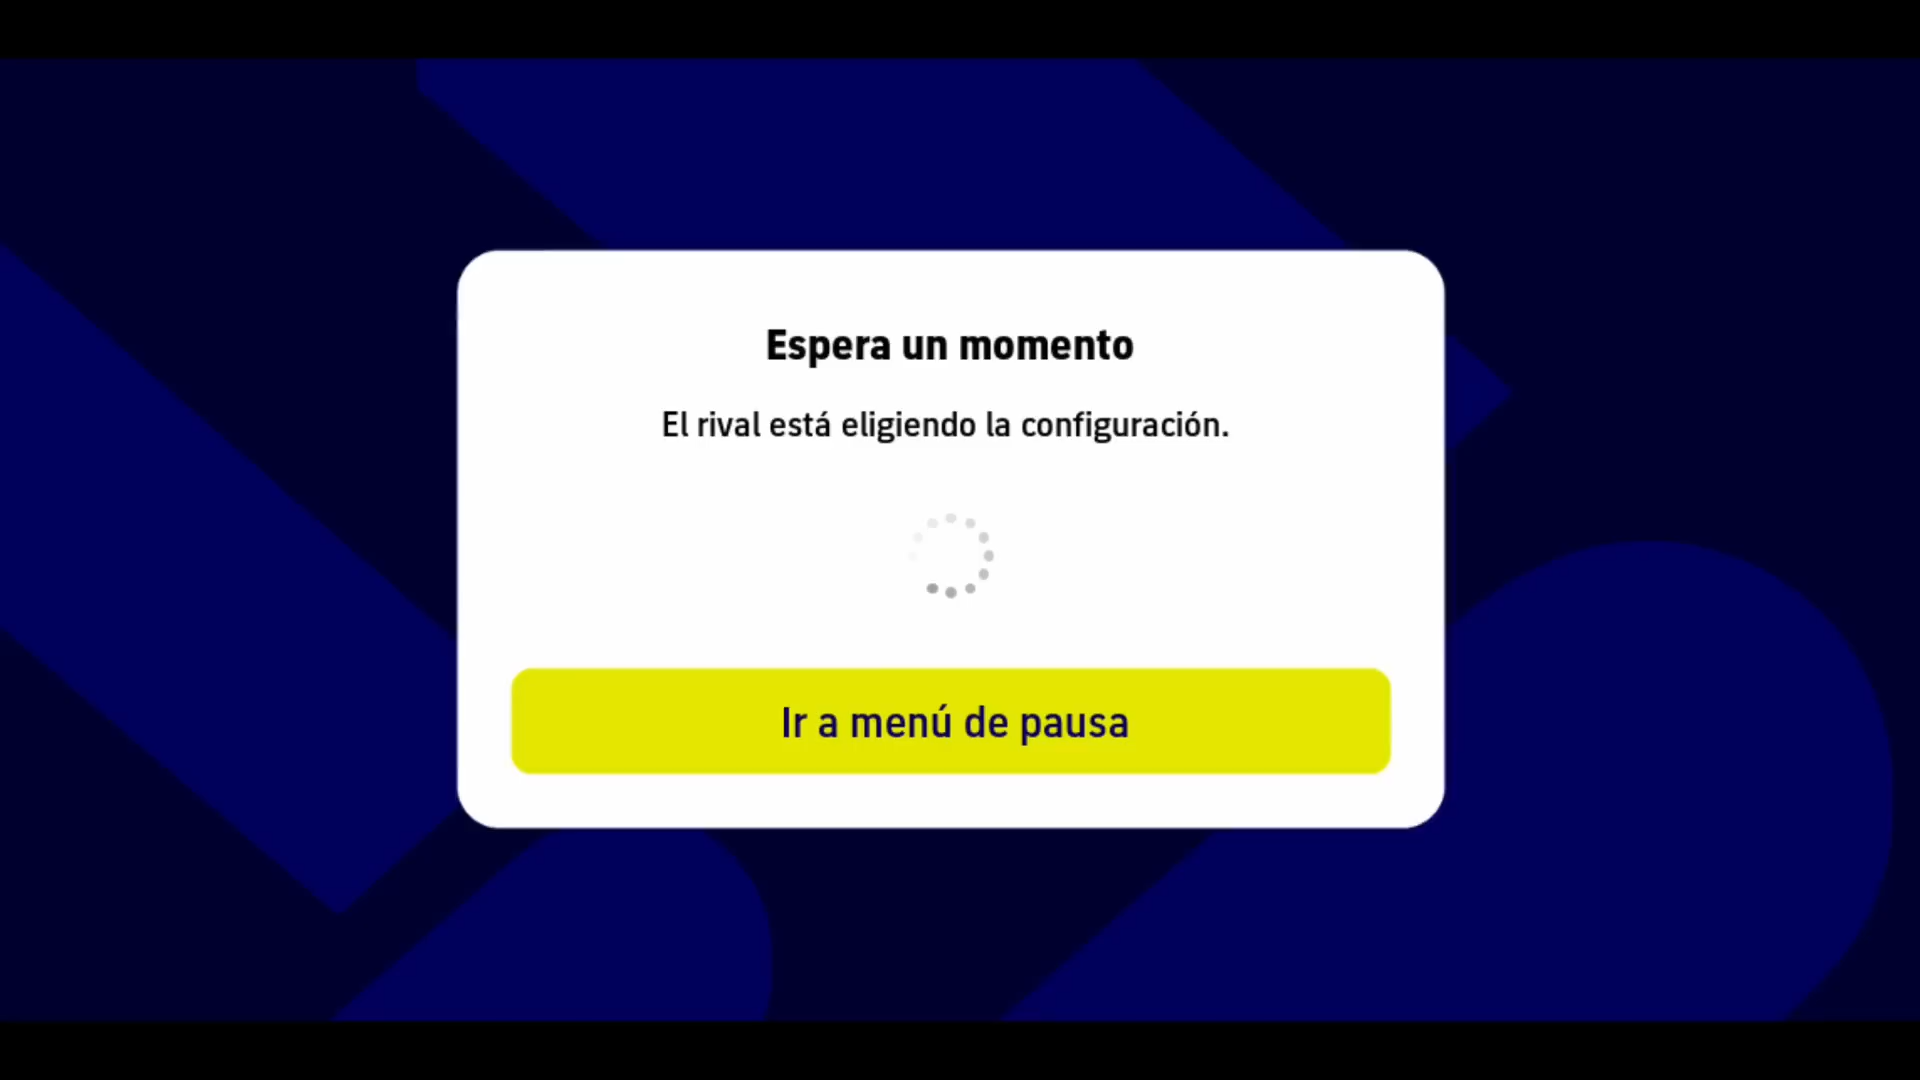 Espera un momento
El rival está eligiendo la configuración.
Ir a menú de pausa